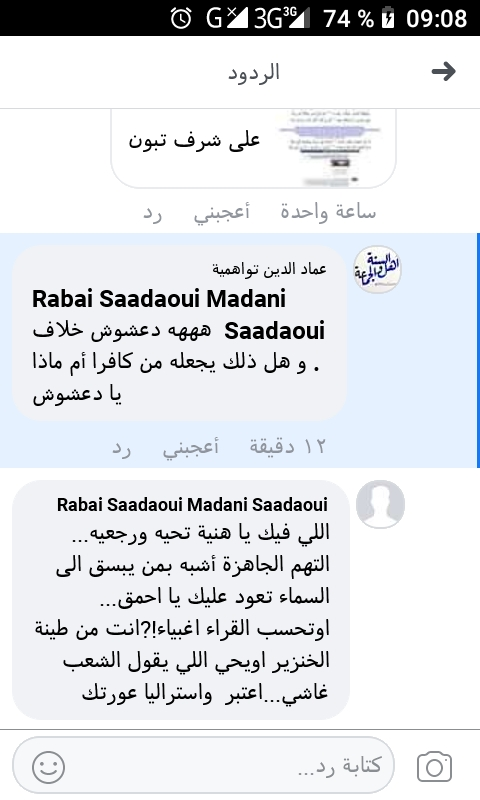 G 3G 3G 74 % 09:08
الردود
على شرف تبون
ساعة واحدة أعجبني رد
عماد الدين تواهمية
Rabai Saadaoui Madani
Saadaoui هههه دعشوش خلاف
. و هل ذلك يجعله من كافرا أم ماذا
يا دعشوش
١٢ دقيقة أعجبني رد
Rabai Saadaoui Madani Saadaoui
اللي فيك يا هنية تحيه ورجعيه...
التهم الجاهزة أشبه بمن يبسق الى
السماء تعود عليك يا احمق...
اوتحسب القراء اغبياء!?انت من طينة
الخنزير اويحي اللي يقول الشعب
غاشي...اعتبر واستراليا عورتك
كتابة رد...